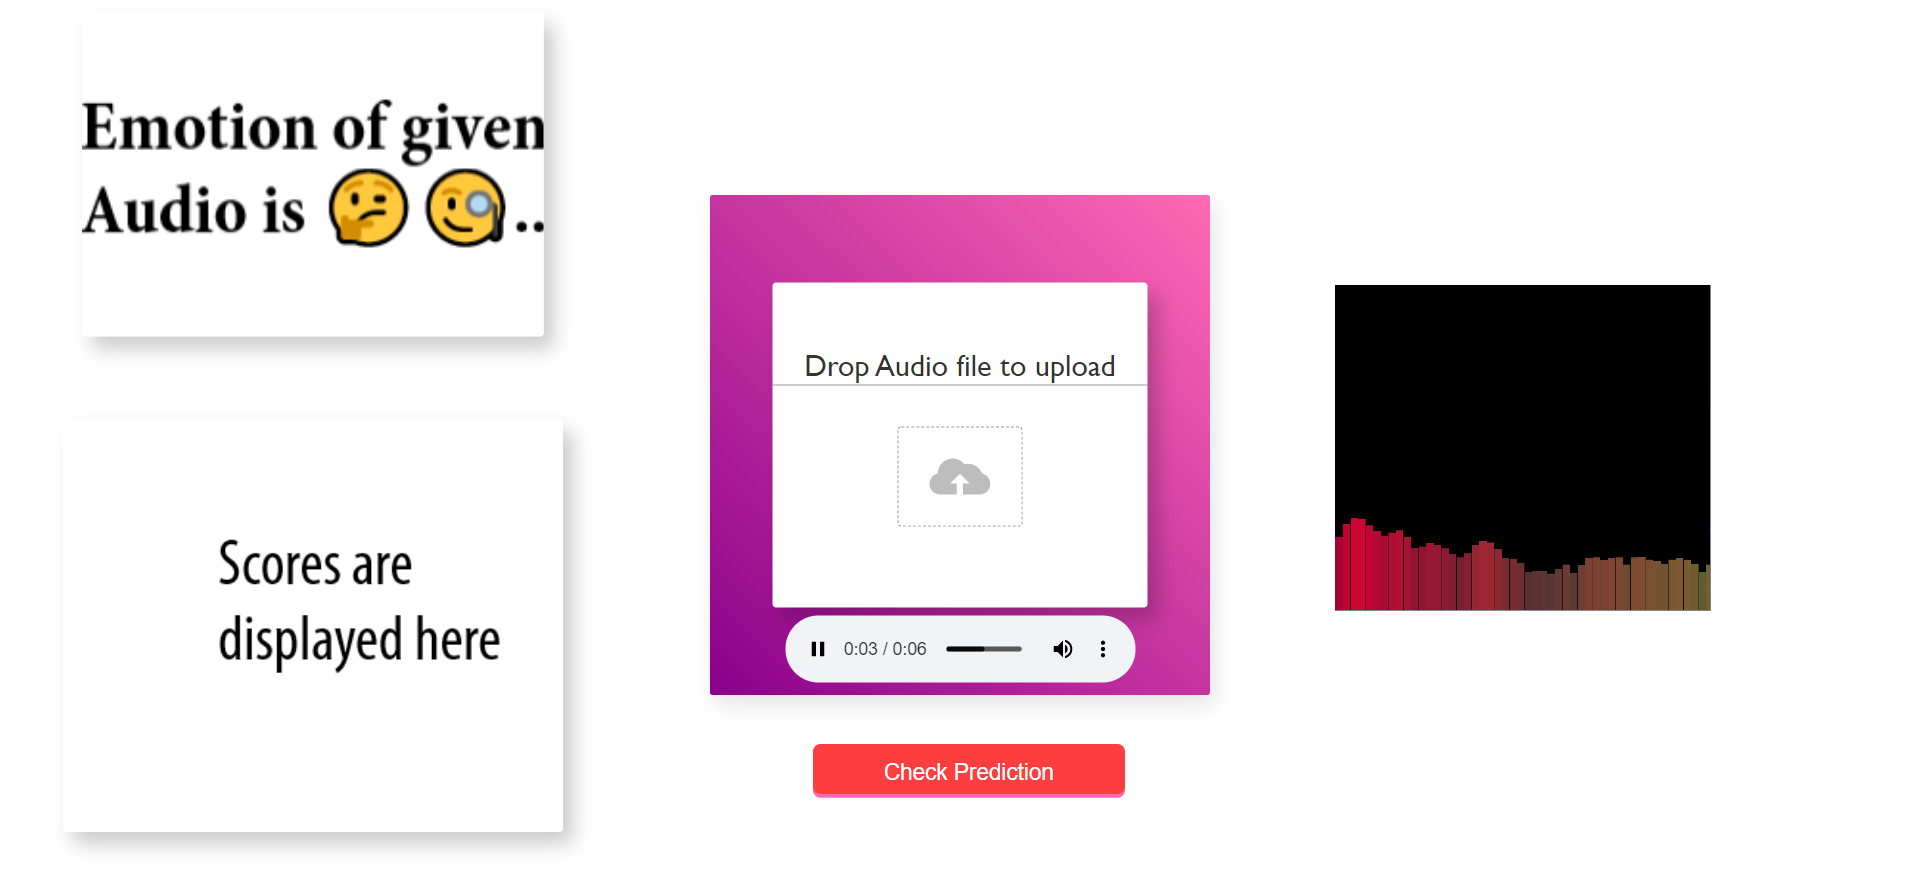 Emotion of given
Audio is 🤔 🧐..
Scores are
displayed here
Drop Audio file to upload
0:03 / 0:06
Check Prediction